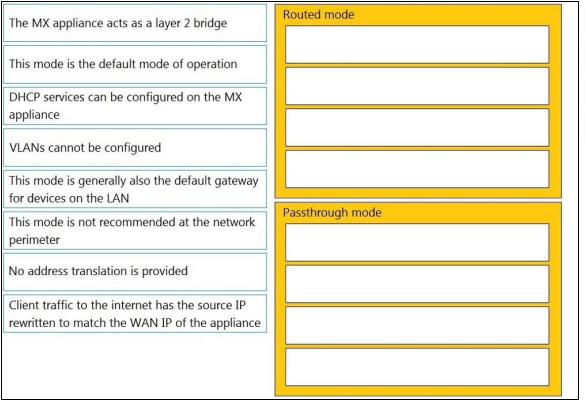 The MX appliance acts as a layer 2 bridge
This mode is the default mode of operation
DHCP services can be configured on the MX
appliance
VLANs cannot be configured
This mode is generally also the default gateway
for devices on the LAN
This mode is not recommended at the network
perimeter
No address translation is provided
Client traffic to the internet has the source IP
rewritten to match the WAN IP of the appliance
Routed mode
Passthrough mode